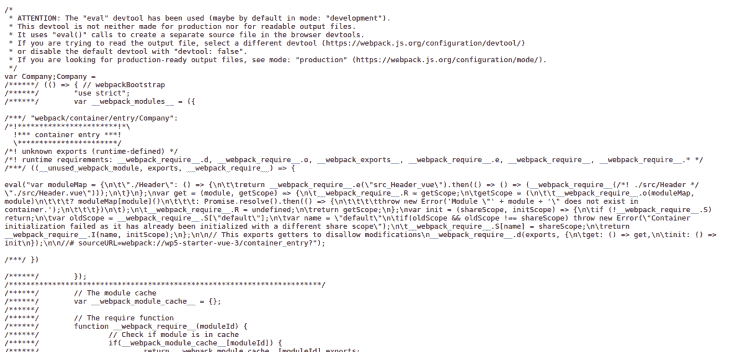 /*
 * ATTENTION: The "eval" devtool has been used (maybe by default in mode: "development").
 * This devtool is not neither made for production nor for readable output files.
 * It uses "eval()" calls to create a separate source file in the browser devtools.
 * If you are trying to read the output file, select a different devtool (https://webpack.js.org/configuration/devtool/)
 * or disable the default devtool with "devtool: false".
 * If you are looking for production-ready output files, see mode: "production" (https://webpack.js.org/configuration/mode/).
 */
var Company;Company =
/******/ (() => { // webpackBootstrap
/******/ 	"use strict";
/******/ 	var __webpack_modules__ = ({

/***/ "webpack/container/entry/Company":
/*!***********************!*\
  !*** container entry ***!
  \***********************/
/*! unknown exports (runtime-defined) */
/*! runtime requirements: __webpack_require__.d, __webpack_require__.o, __webpack_exports__, __webpack_require__.e, __webpack_require__, __webpack_require__.* */
/***/ ((__unused_webpack_module, exports, __webpack_require__) => {

eval("var moduleMap = {\n\t\"./Header\": () => {\n\t\treturn __webpack_require__.e(\"src_Header_vue\").then(() => () => (__webpack_require__(/*! ./src/Header */
\"./src/Header.vue\")));\n\t}\n};\nvar get = (module, getScope) => {\n\t__webpack_require__.R = getScope;\n\tgetScope = (\n\t\t__webpack_require__.o(moduleMap,
module)\n\t\t\t? moduleMap[module]()\n\t\t\t: Promise.resolve().then(() => {\n\t\t\t\tthrow new Error('Module \"' + module + '\" does not exist in
container.');\n\t\t\t})\n\t);\n\t__webpack_require__.R = undefined;\n\treturn getScope;\n};\nvar init = (shareScope, initScope) => {\n\tif (!__webpack_require__.S)
return;\n\tvar oldScope = __webpack_require__.S[\"default\"];\n\tvar name = \"default\"\n\tif(oldScope && oldScope !== shareScope) throw new Error(\"Container
initialization failed as it has already been initialized with a different share scope\");\n\t__webpack_require__.S[name] = shareScope;\n\treturn
__webpack_require__.I(name, initScope);\n};\n\n// This exports getters to disallow modifications\n__webpack_require__.d(exports, {\n\tget: () => get,\n\tinit: () =>
init\n});\n\n//# sourceURL=webpack://wp5-starter-vue-3/container_entry?");

/***/ })

/******/ 	});
/************************************************************************/
/******/ 	// The module cache
/******/ 	var __webpack_module_cache__ = {};
/******/
/******/ 	// The require function
/******/ 	function __webpack_require__(moduleId) {
/******/ 		// Check if module is in cache
/******/ 		if(__webpack_module_cache__[moduleId]) {
/******/ 			return __webpack_module_cache__[moduleId].exports;